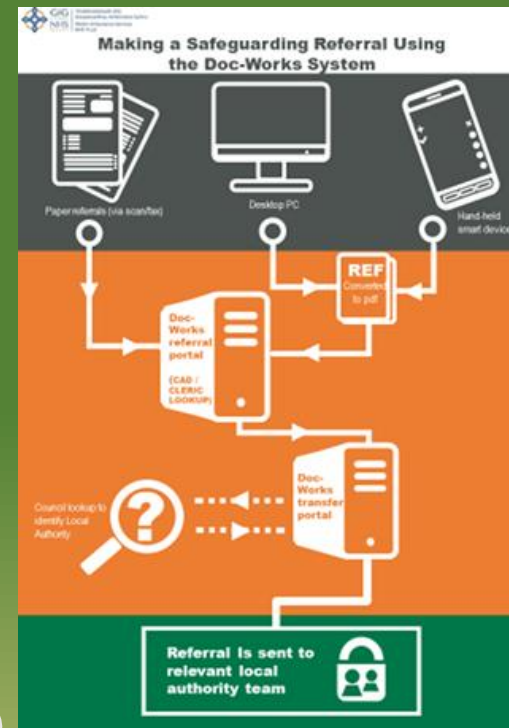 GIG
NHS
Making a Safeguarding Referral Using
the Doc-Works System
Paper referrals (via scan/fax)
Desktop PC
Hand-held
smart device
REF
Converted
to pdf
Doc-
Works
referral
portal
(CAD /
CLERIC
LOOKUP)
Doc-
Works
transfer
portal
Council lookup to
identify Local
Authority
?
Referral Is sent to
relevant local
authority team